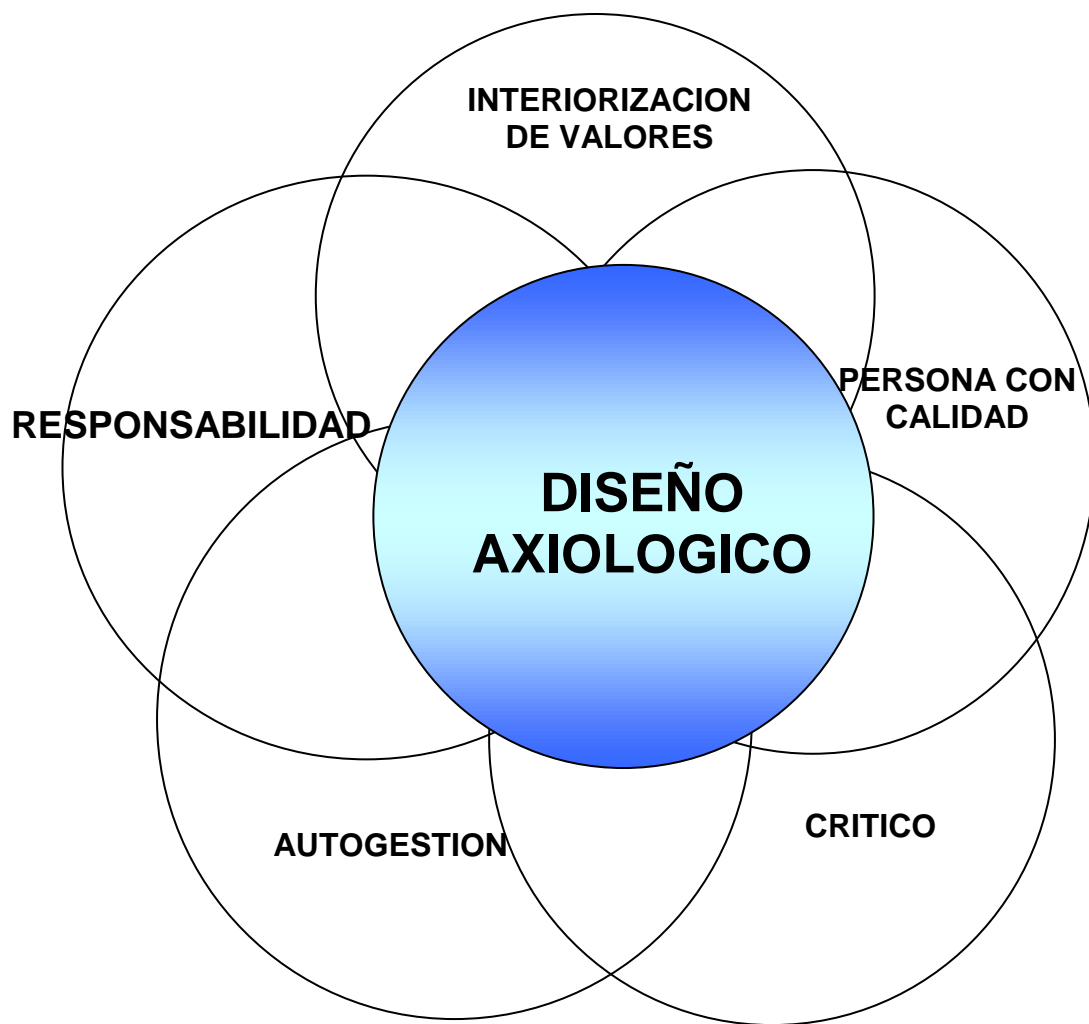 INTERIORIZACION
DE VALORES
PERSONA CON
CALIDAD
RESPONSABILIDAD
DISEÑO
AXIOLOGICO
CRITICO
AUTOGESTION